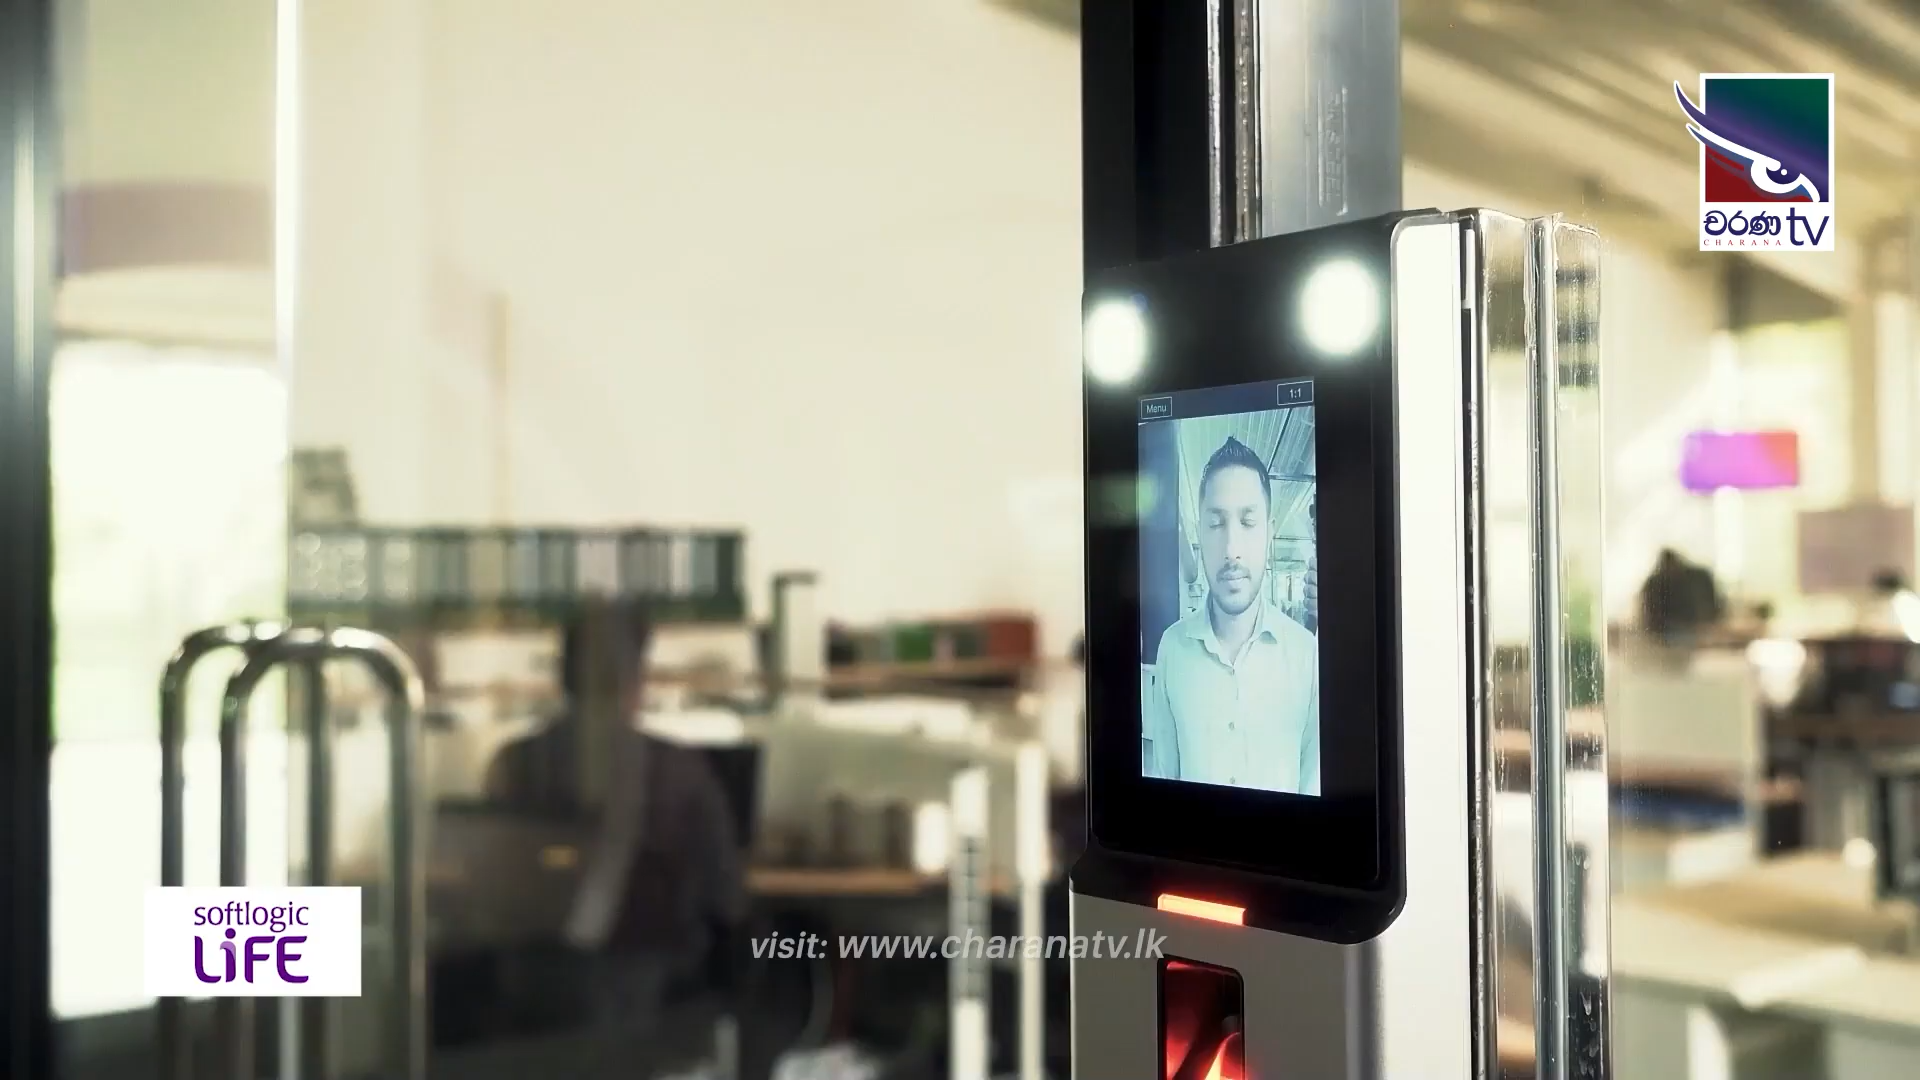 චරණ tv
CHARANA
Menu
1:1
softlogic
LiFE
visit: www.charanatv.lk